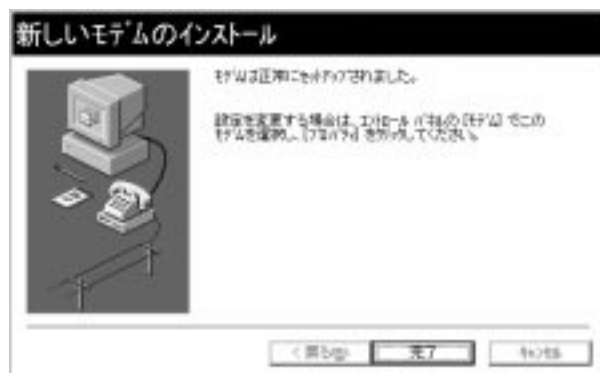 新しいモデムのインストール
モデムは正常にセットアップされました。
設定を変更する場合は、コントロール パネルの [モデム] でこの
モデムを選択し、[プロパティ] をクリックしてください。
< 戻る(B)
完了
キャンセル